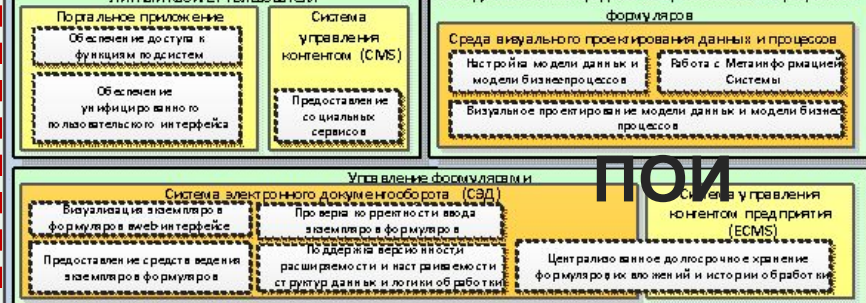 Портальное приложение
Обеспечение доступа к
функциям подсистем
Обеспечение
унифицированного
пользовательского интерфейса
Система
управления
контентом (CMS)
Предоставление
социальных
сервисов
формуляров
Среда визуального проектирования данных и процессов
Настройка модели данных и
модели бизнес-процессов
Работа с Метаинформацией
Системы
Визуальное проектирование модели данных и модели бизнес
процессов
ПОИ
Управление формулярами
Система электронного документооборота (СЭД)
Визуализация экземпляров
формуляров в web-интерфейсе
Проверка корректности ввода
экземпляров формуляров
Предоставление средств ведения
экземпляров формуляров
Поддержка версионности,
расширяемости и настраиваемости
структур данных и логики обработки
Система управления
контентом предприятия
(ECMS)
Централизованное долгосрочное хранение
формуляров их вложений и истории обработки